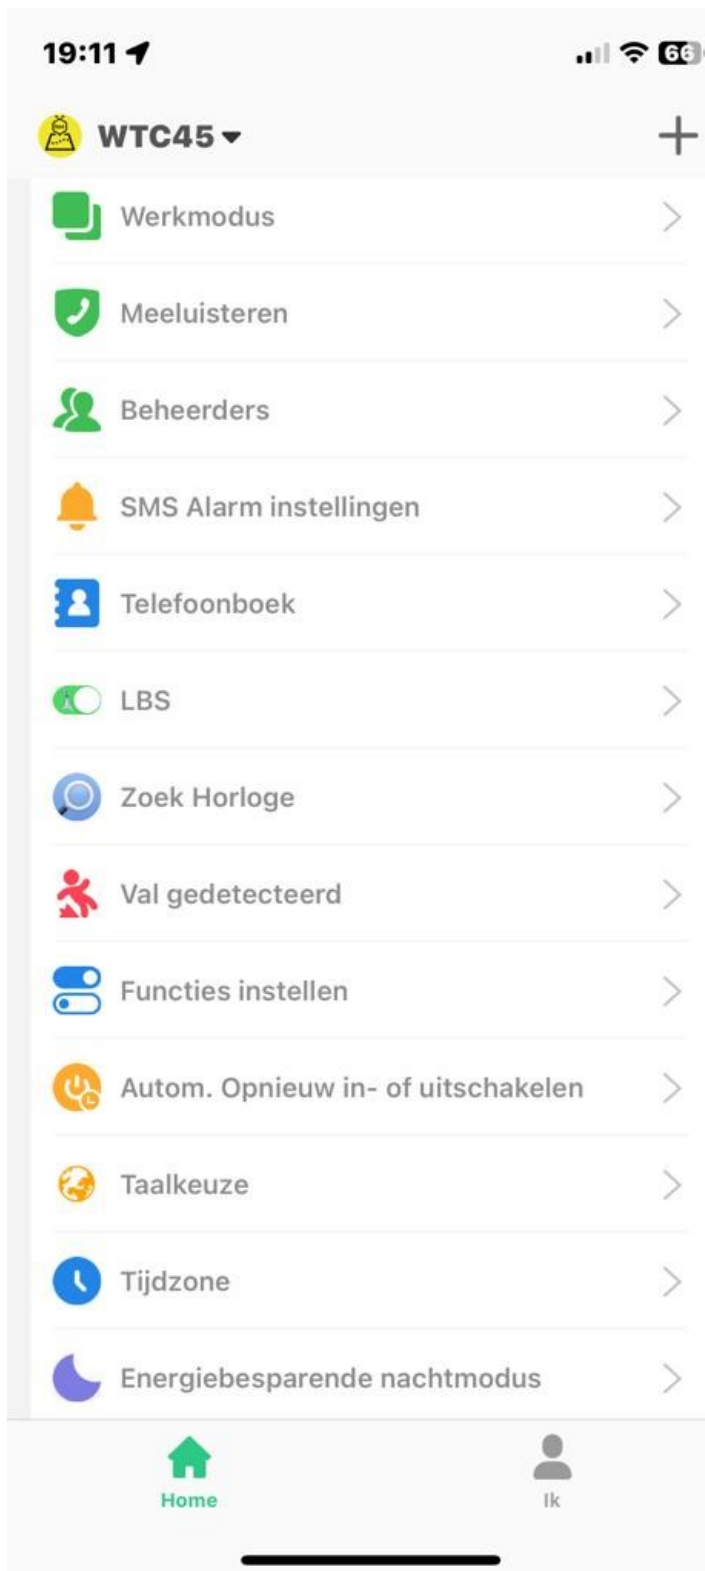 19:11
66
WTC45
Werkmodus
Meeluisteren
Beheerders
SMS Alarm instellingen
Telefoonboek
LBS
Zoek Horloge
Val gedetecteerd
Functies instellen
Autom. Opnieuw in- of uitschakelen
Taalkeuze
Tijdzone
Energiebesparende nachtmodus
Home
Ik